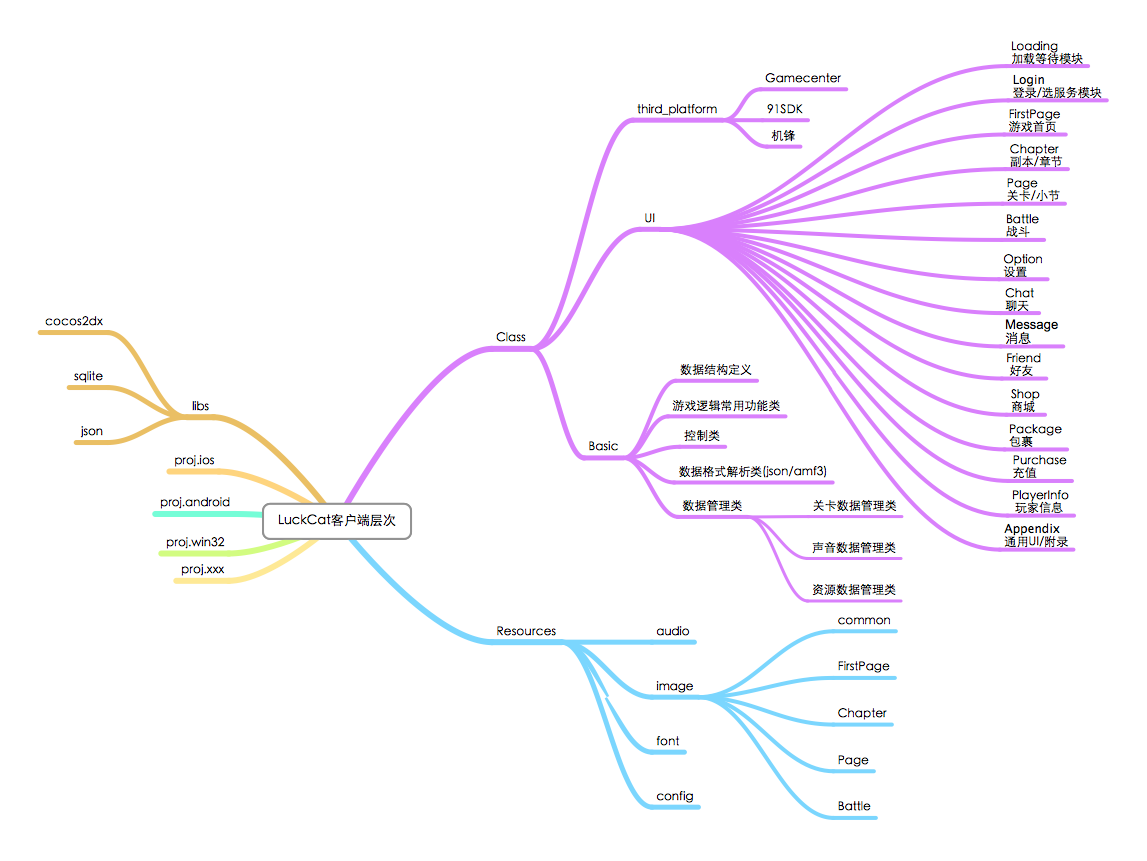 LuckCat客户端层次
Class
third_platform
Gamecenter
91SDK
机锋
UI
Loading
加载等待模块
Login
登录/选服务模块
FirstPage
游戏首页
Chapter
副本/章节
Page
关卡/小节
Battle
战斗
Option
设置
Chat
聊天
Message
消息
Friend
好友
Shop
商城
Package
包裹
Purchase
充值
PlayerInfo
玩家信息
Appendix
通用UI/附录
Basic
数据结构定义
游戏逻辑常用功能类
控制类
数据格式解析类(json/amf3)
数据管理类
关卡数据管理类
声音数据管理类
资源数据管理类
Resources
audio
image
common
FirstPage
Chapter
Page
Battle
font
config
libs
cocos2dx
sqlite
json
proj.ios
proj.android
proj.win32
proj.xxx